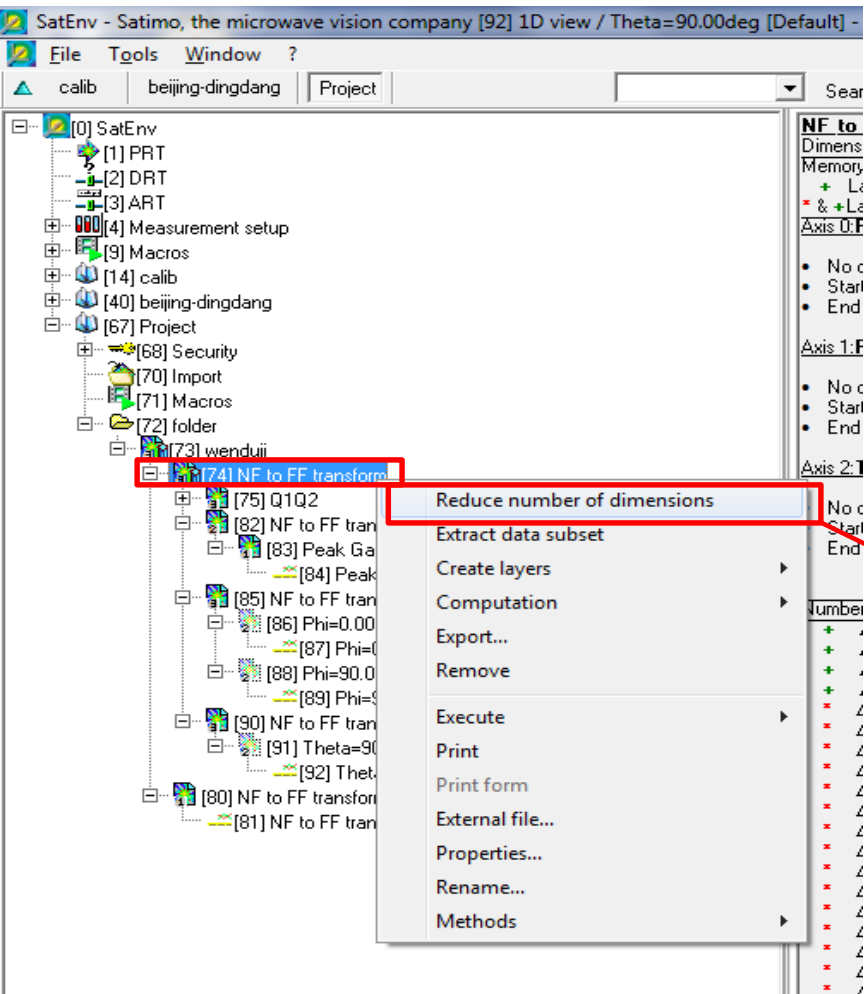 SatEnv - Satimo, the microwave vision company [92] 1D view / Theta=90.00deg [Default] -
File Tools Window ?
calib beijing-dingdang Project Sear
[0] SatEnv
[1] PRT
[2] DRT
[3] ART
[4] Measurement setup
[9] Macros
[14] calib
[40] beijing-dingdang
[67] Project
[68] Security
[70] Import
[71] Macros
[72] folder
[73] wenduji
[74] NF to FF transform
[75] Q1Q2
[82] NF to FF tran
[83] Peak Ga
[84] Peak
[85] NF to FF tran
[86] Phi=0.00
[87] Phi=
[88] Phi=90.0
[89] Phi=
[90] NF to FF tran
[91] Theta=90
[92] Thet
[80] NF to FF transfor
[81] NF to FF tran
Reduce number of dimensions
Extract data subset
Create layers
Computation
Export...
Remove
Execute
Print
Print form
External file...
Properties...
Rename...
Methods
NF to
Dimens
Memory
+ La
* & +La
Axis 0:F
• No
• Start
• End
Axis 1:F
• No
• Start
• End
Axis 2:T
No
Start
End
Number